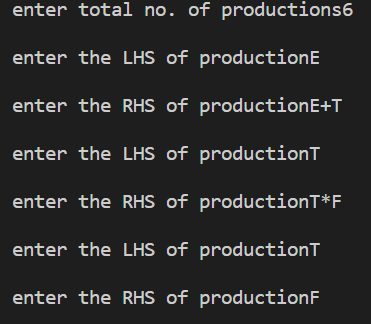 enter total no. of productions6
enter the LHS of productionE
enter the RHS of productionE+T
enter the LHS of productionT
enter the RHS of productionT*F
enter the LHS of productionT
enter the RHS of productionF